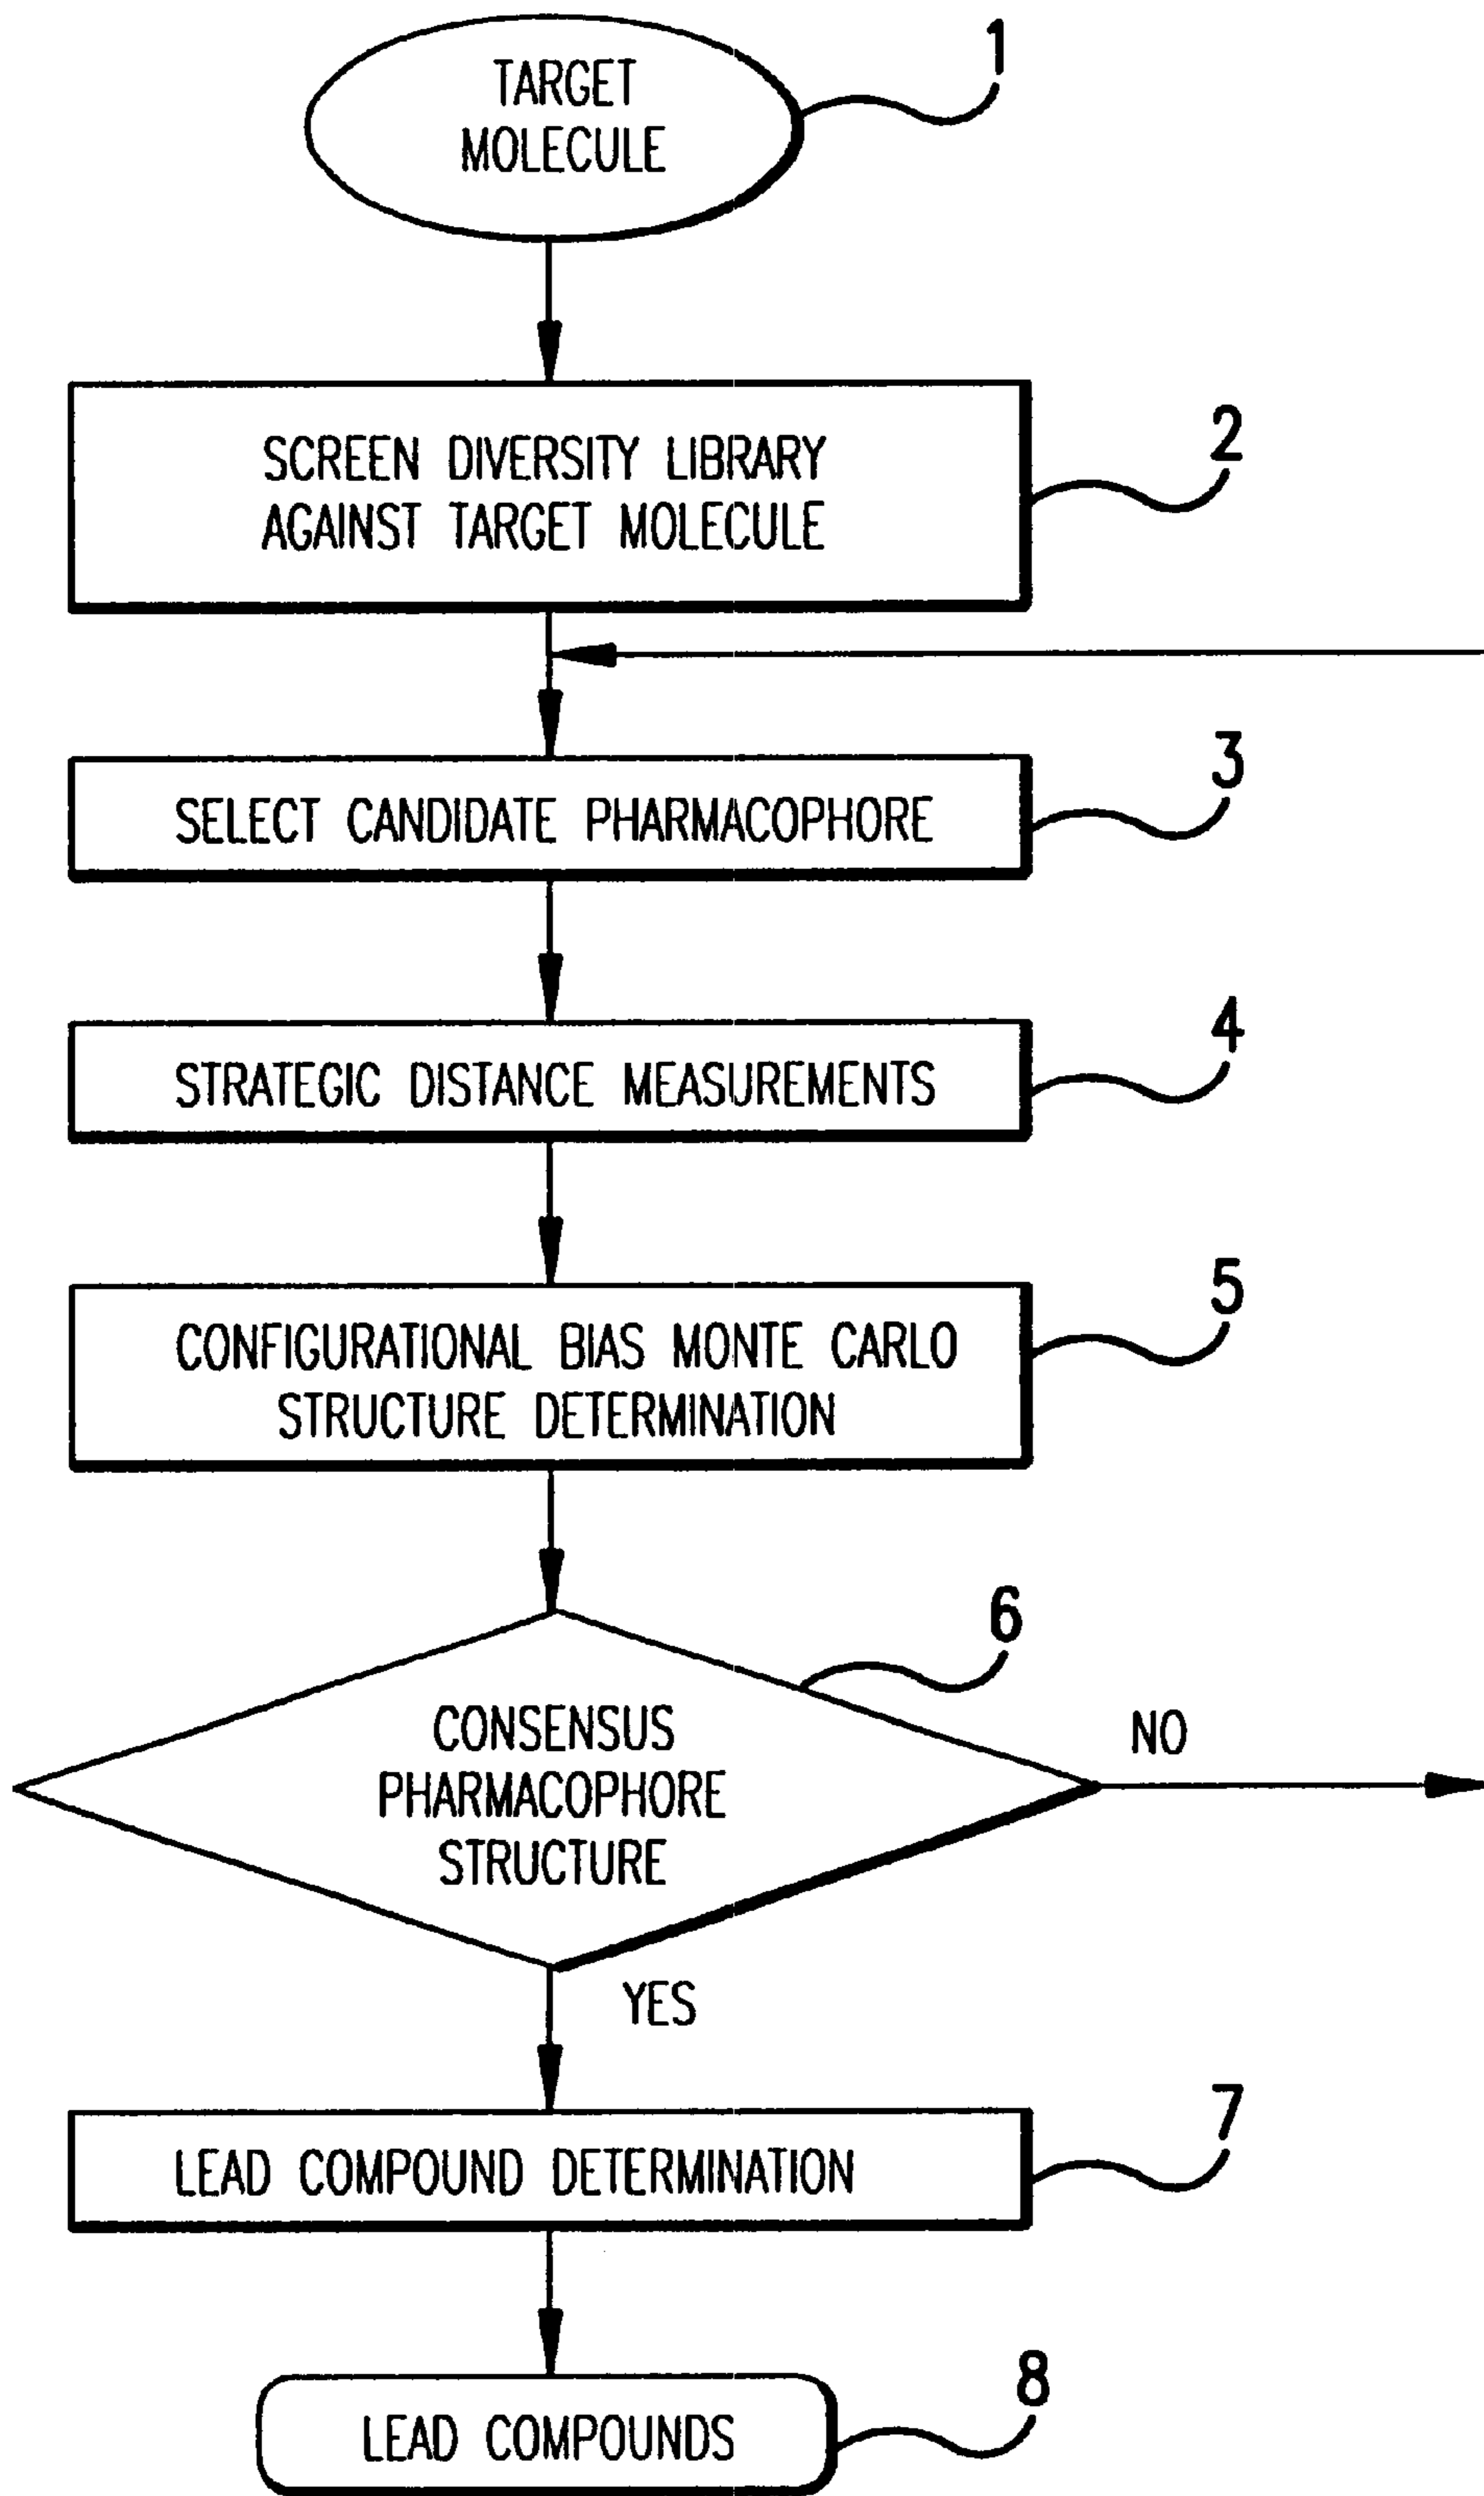 1
TARGET
MOLECULE
2
SCREEN DIVERSITY LIBRARY
AGAINST TARGET MOLECULE
3
SELECT CANDIDATE PHARMACOPHORE
4
STRATEGIC DISTANCE MEASUREMENTS
5
CONFIGURATIONAL BIAS MONTE CARLO
STRUCTURE DETERMINATION
6
CONSENSUS
PHARMACOPHORE
STRUCTURE
NO
YES
7
LEAD COMPOUND DETERMINATION
8
LEAD COMPOUNDS